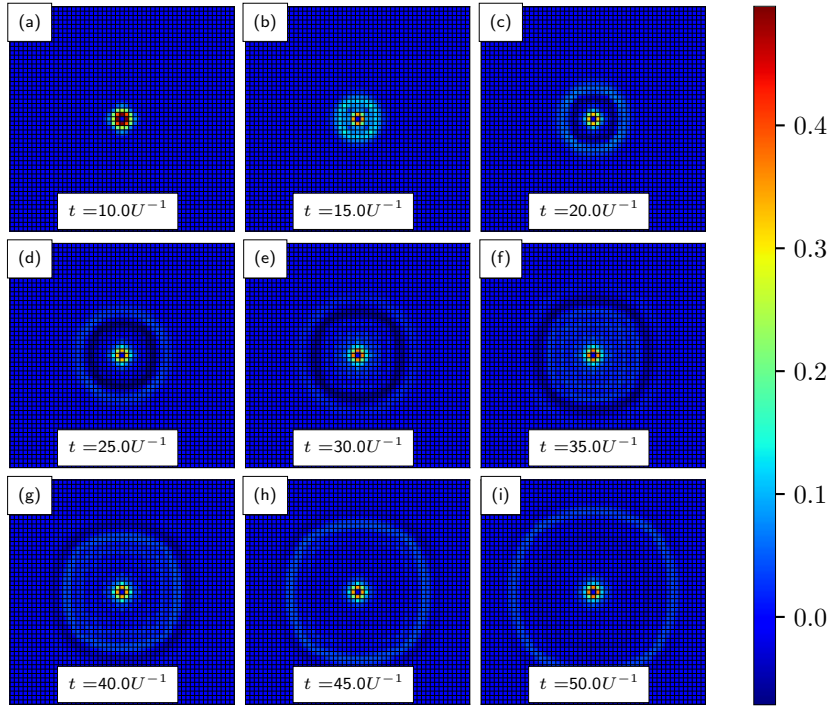 (a)
(b)
(c)
t =10.0U⁻¹
t =15.0U⁻¹
t =20.0U⁻¹
(d)
(e)
(f)
t =25.0U⁻¹
t =30.0U⁻¹
t =35.0U⁻¹
(g)
(h)
(i)
t =40.0U⁻¹
t =45.0U⁻¹
t =50.0U⁻¹
0.4
0.3
0.2
0.1
0.0